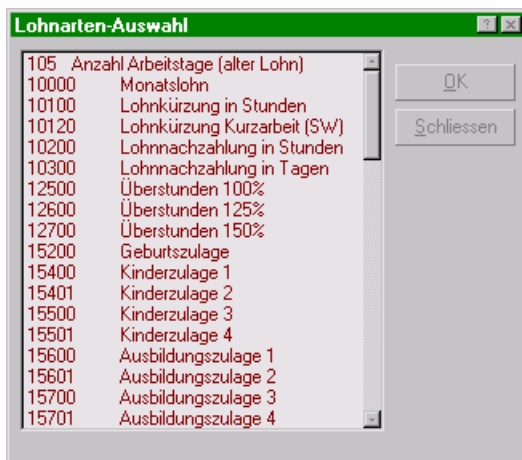 Lohnarten-Auswahl
105 Anzahl Arbeitstage (alter Lohn)
10000 Monatslohn
10100 Lohnkürzung in Stunden
10120 Lohnkürzung Kurzarbeit (SW)
10200 Lohnnachzahlung in Stunden
10300 Lohnnachzahlung in Tagen
12500 Überstunden 100%
12600 Überstunden 125%
12700 Überstunden 150%
15200 Geburtszulage
15400 Kinderzulage 1
15401 Kinderzulage 2
15500 Kinderzulage 3
15501 Kinderzulage 4
15600 Ausbildungszulage 1
15601 Ausbildungszulage 2
15700 Ausbildungszulage 3
15701 Ausbildungszulage 4
OK
Schliessen